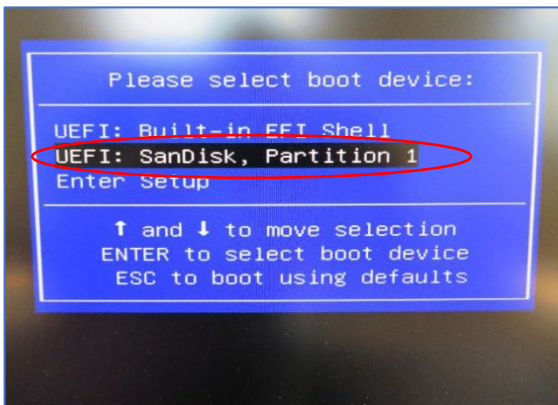 Please select boot device:
UEFI: Built-in EFI Shell
UEFI: SanDisk, Partition 1
Enter Setup
↑ and ↓ to move selection
ENTER to select boot device
ESC to boot using defaults